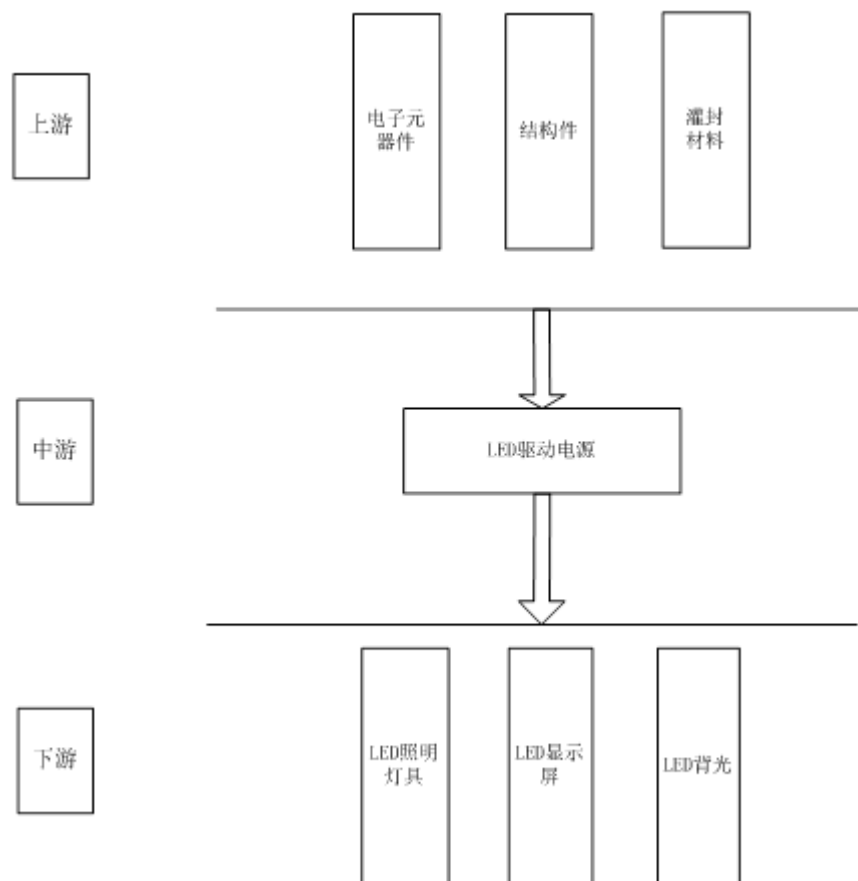 上游
电子元
器件
结构件
灌封
材料
中游
LED驱动电源
下游
LED照明
灯具
LED显示
屏
LED背光